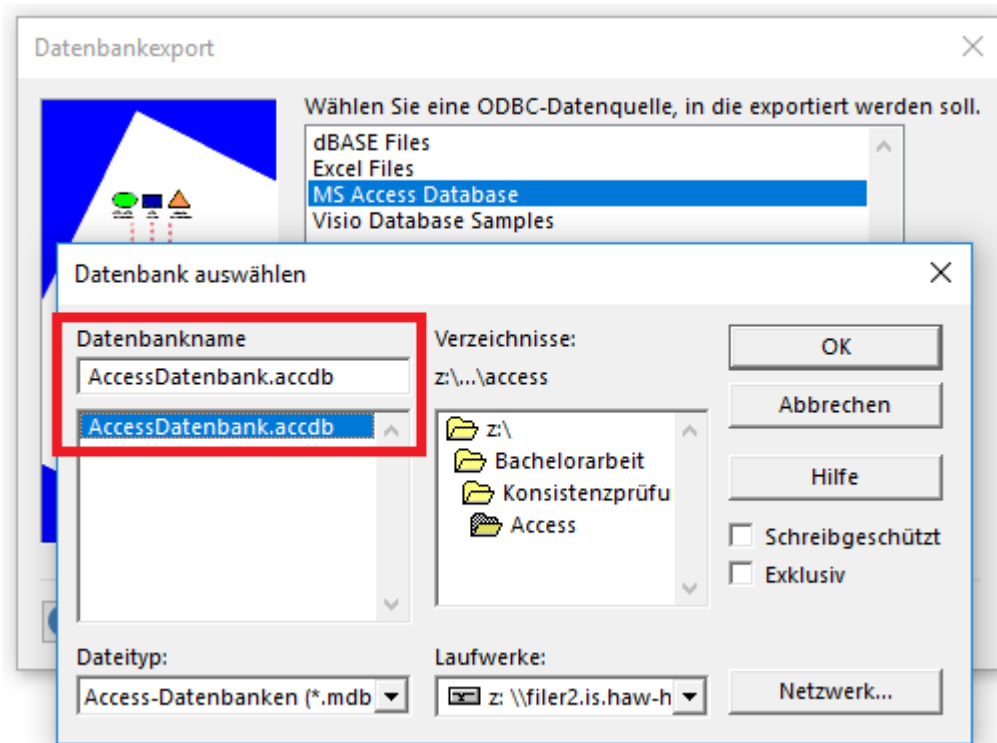 Datenbankexport
Wählen Sie eine ODBC-Datenquelle, in die exportiert werden soll.
dBASE Files
Excel Files
MS Access Database
Visio Database Samples
Datenbank auswählen
Datenbankname
AccessDatenbank.accdb
AccessDatenbank.accdb
Verzeichnisse:
z:\...\access
z:\
Bachelorarbeit
Konsistenzprüfu
Access
OK
Abbrechen
Hilfe
Schreibgeschützt
Exklusiv
Dateityp:
Access-Datenbanken (*.mdb
Laufwerke:
z: \\filer2.is.haw-h
Netzwerk...